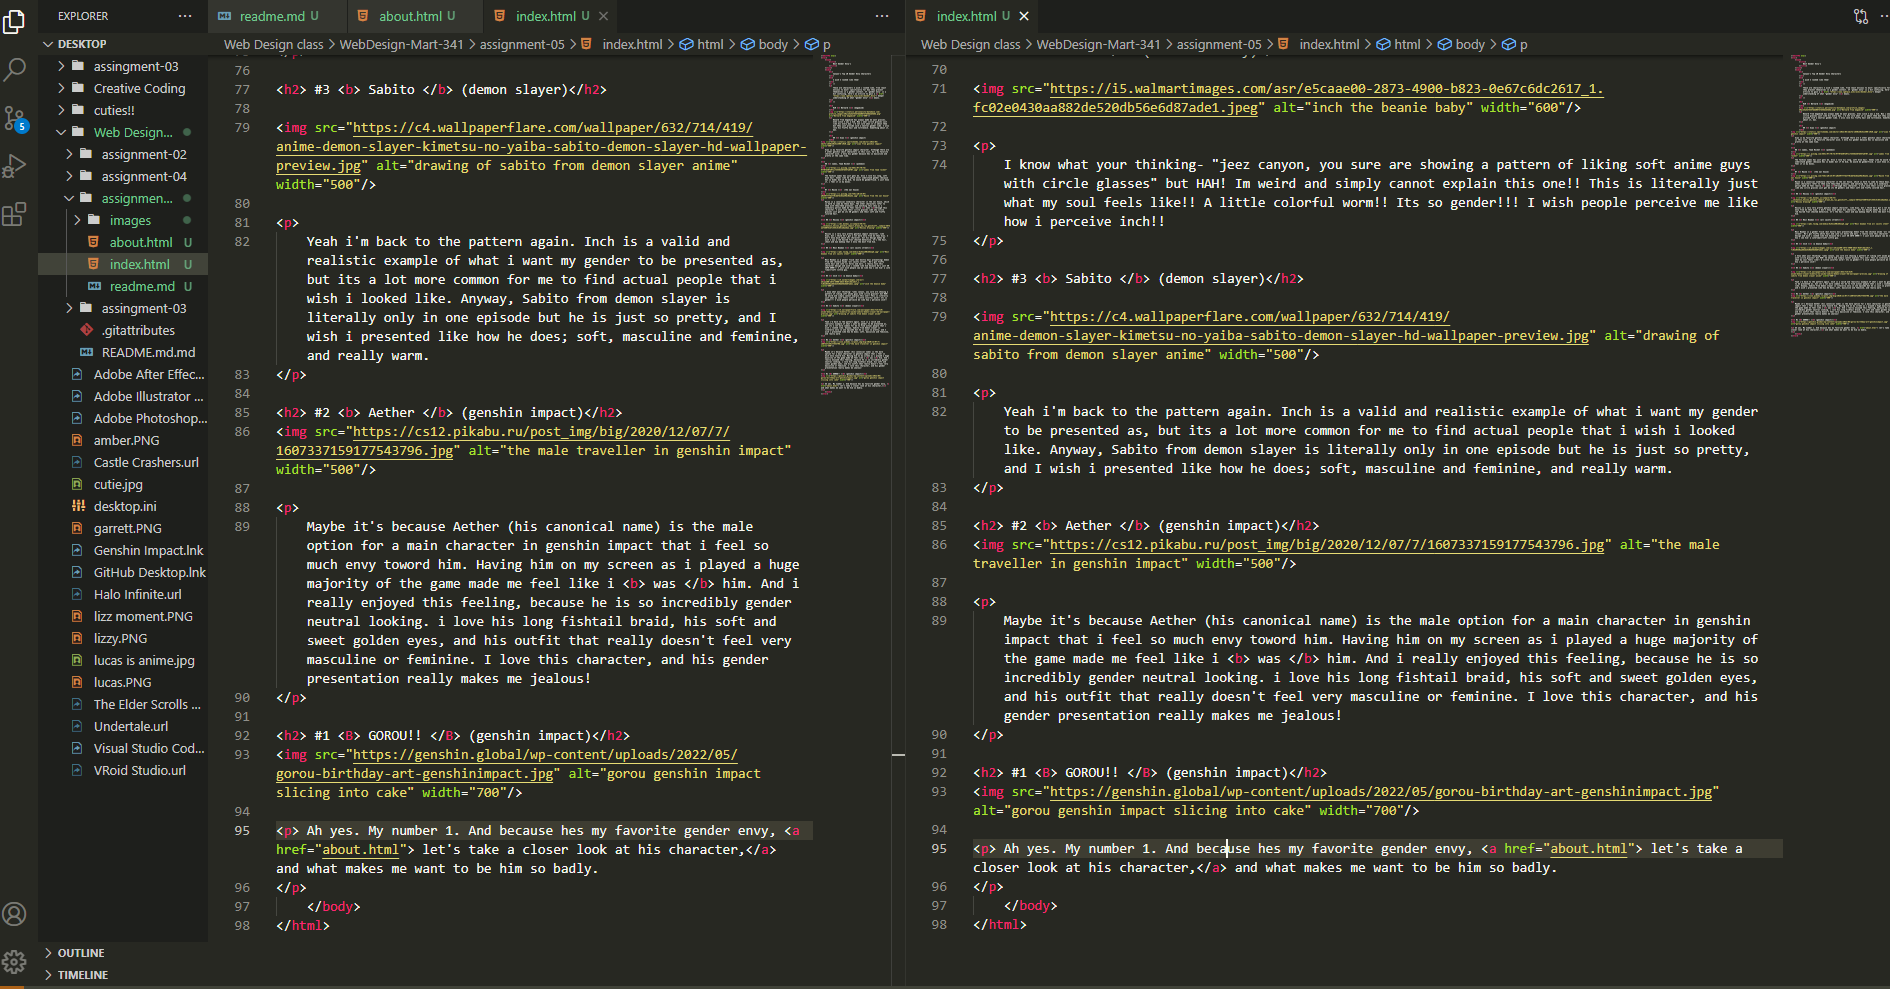 EXPLORER
DESKTOP
assingment-03
Creative Coding
cuties!!
Web Design...
assignment-02
assignment-04
assignmen...
images
about.html U
index.html U
readme.md U
assingment-03
.gitattributes
README.md.md
Adobe After Effec...
Adobe Illustrator ...
Adobe Photoshop...
amber.PNG
Castle Crashers.url
cutie.jpg
desktop.ini
garrett.PNG
Genshin Impact.lnk
GitHub Desktop.lnk
Halo Infinite.url
lizz moment.PNG
lizzy.PNG
lucas is anime.jpg
lucas.PNG
The Elder Scrolls ...
Undertale.url
Visual Studio Cod...
VRoid Studio.url
OUTLINE
TIMELINE
5
readme.md U about.html U index.html U
Web Design class > WebDesign-Mart-341 > assignment-05 > index.html > html > body > p
76
77 <h2> #3 <b> Sabito </b> (demon slayer)</h2>
78
79 <img src="https://c4.wallpaperflare.com/wallpaper/632/714/419/
anime-demon-slayer-kimetsu-no-yaiba-sabito-demon-slayer-hd-wallpaper-
preview.jpg" alt="drawing of sabito from demon slayer anime"
width="500"/>
80
81 <p>
82 Yeah i'm back to the pattern again. Inch is a valid and
realistic example of what i want my gender to be presented as,
but its a lot more common for me to find actual people that i
wish i looked like. Anyway, Sabito from demon slayer is
literally only in one episode but he is just so pretty, and I
wish i presented like how he does; soft, masculine and feminine,
and really warm.
83 </p>
84
85 <h2> #2 <b> Aether </b> (genshin impact)</h2>
86 <img src="https://cs12.pikabu.ru/post_img/big/2020/12/07/7/
1607337159177543796.jpg" alt="the male traveller in genshin impact"
width="500"/>
87
88 <p>
89 Maybe it's because Aether (his canonical name) is the male
option for a main character in genshin impact that i feel so
much envy toword him. Having him on my screen as i played a huge
majority of the game made me feel like i <b> was </b> him. And i
really enjoyed this feeling, because he is so incredibly gender
neutral looking. i love his long fishtail braid, his soft and
sweet golden eyes, and his outfit that really doesn't feel very
masculine or feminine. I love this character, and his gender
presentation really makes me jealous!
90 </p>
91
92 <h2> #1 <B> GOROU!! </B> (genshin impact)</h2>
93 <img src="https://genshin.global/wp-content/uploads/2022/05/
gorou-birthday-art-genshinimpact.jpg" alt="gorou genshin impact
slicing into cake" width="700"/>
94
95 <p> Ah yes. My number 1. And because hes my favorite gender envy, <a
href="about.html"> let's take a closer look at his character,</a>
and what makes me want to be him so badly.
96 </p>
97 </body>
98 </html>
index.html U
Web Design class > WebDesign-Mart-341 > assignment-05 > index.html > html > body > p
70
71 <img src="https://i5.walmartimages.com/asr/e5caae00-2873-4900-b823-0e67c6dc2617_1.
fc02e0430aa882de520db56e6d87ade1.jpeg" alt="inch the beanie baby" width="600"/>
72
73 <p>
74 I know what your thinking- "jeez canyon, you sure are showing a pattern of liking soft anime guys
with circle glasses" but HAH! Im weird and simply cannot explain this one!! This is literally just
what my soul feels like!! A little colorful worm!! Its so gender!!! I wish people perceive me like
how i perceive inch!!
75 </p>
76
77 <h2> #3 <b> Sabito </b> (demon slayer)</h2>
78
79 <img src="https://c4.wallpaperflare.com/wallpaper/632/714/419/
anime-demon-slayer-kimetsu-no-yaiba-sabito-demon-slayer-hd-wallpaper-preview.jpg" alt="drawing of
sabito from demon slayer anime" width="500"/>
80
81 <p>
82 Yeah i'm back to the pattern again. Inch is a valid and realistic example of what i want my gender
to be presented as, but its a lot more common for me to find actual people that i wish i looked
like. Anyway, Sabito from demon slayer is literally only in one episode but he is just so pretty,
and I wish i presented like how he does; soft, masculine and feminine, and really warm.
83 </p>
84
85 <h2> #2 <b> Aether </b> (genshin impact)</h2>
86 <img src="https://cs12.pikabu.ru/post_img/big/2020/12/07/7/1607337159177543796.jpg" alt="the male
traveller in genshin impact" width="500"/>
87
88 <p>
89 Maybe it's because Aether (his canonical name) is the male option for a main character in genshin
impact that i feel so much envy toword him. Having him on my screen as i played a huge majority of
the game made me feel like i <b> was </b> him. And i really enjoyed this feeling, because he is so
incredibly gender neutral looking. i love his long fishtail braid, his soft and sweet golden eyes,
and his outfit that really doesn't feel very masculine or feminine. I love this character, and his
gender presentation really makes me jealous!
90 </p>
91
92 <h2> #1 <B> GOROU!! </B> (genshin impact)</h2>
93 <img src="https://genshin.global/wp-content/uploads/2022/05/gorou-birthday-art-genshinimpact.jpg"
alt="gorou genshin impact slicing into cake" width="700"/>
94
95 <p> Ah yes. My number 1. And because hes my favorite gender envy, <a href="about.html"> let's take a
closer look at his character,</a> and what makes me want to be him so badly.
96 </p>
97 </body>
98 </html>